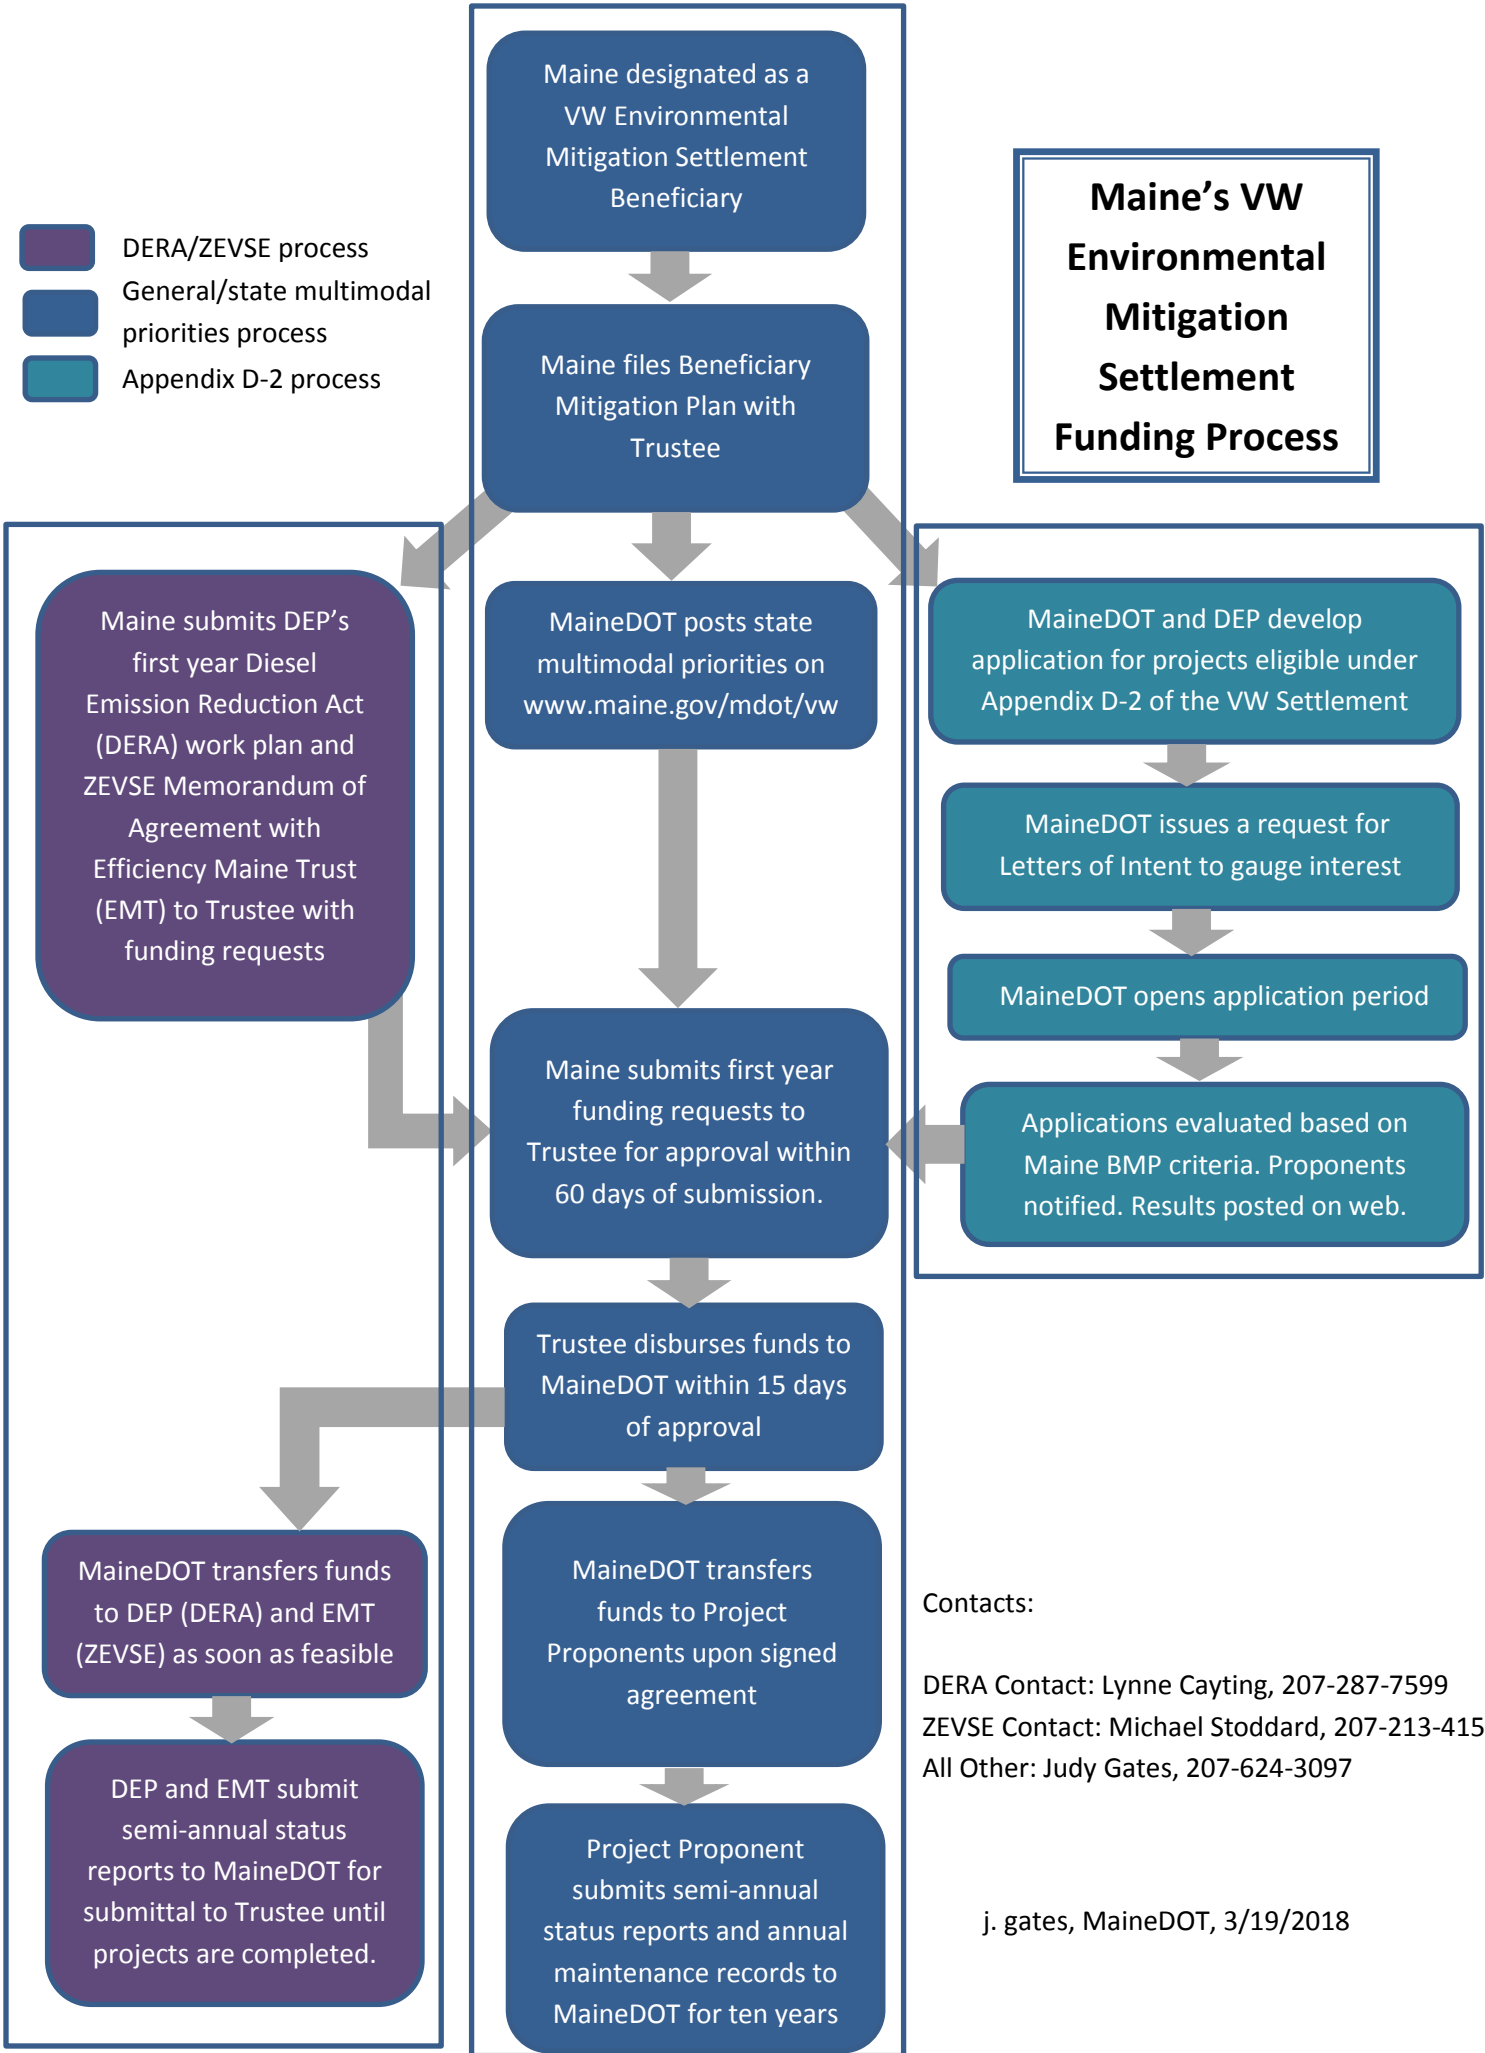 Maine designated as a
VW Environmental
Mitigation Settlement
Beneficiary
Maine’s VW
Environmental
Mitigation
Settlement
Funding Process
DERA/ZEVSE process
General/state multimodal
priorities process
Appendix D-2 process
Maine files Beneficiary
Mitigation Plan with
Trustee
Maine submits DEP’s
first year Diesel
Emission Reduction Act
(DERA) work plan and
ZEVSE Memorandum of
Agreement with
Efficiency Maine Trust
(EMT) to Trustee with
funding requests
MaineDOT posts state
multimodal priorities on
www.maine.gov/mdot/vw
MaineDOT and DEP develop
application for projects eligible under
Appendix D-2 of the VW Settlement
MaineDOT issues a request for
Letters of Intent to gauge interest
MaineDOT opens application period
Applications evaluated based on
Maine BMP criteria. Proponents
notified. Results posted on web.
Maine submits first year
funding requests to
Trustee for approval within
60 days of submission.
Trustee disburses funds to
MaineDOT within 15 days
of approval
MaineDOT transfers funds
to DEP (DERA) and EMT
(ZEVSE) as soon as feasible
DEP and EMT submit
semi-annual status
reports to MaineDOT for
submittal to Trustee until
projects are completed.
MaineDOT transfers
funds to Project
Proponents upon signed
agreement
Project Proponent
submits semi-annual
status reports and annual
maintenance records to
MaineDOT for ten years
Contacts:
DERA Contact: Lynne Cayting, 207-287-7599
ZEVSE Contact: Michael Stoddard, 207-213-415
All Other: Judy Gates, 207-624-3097
j. gates, MaineDOT, 3/19/2018